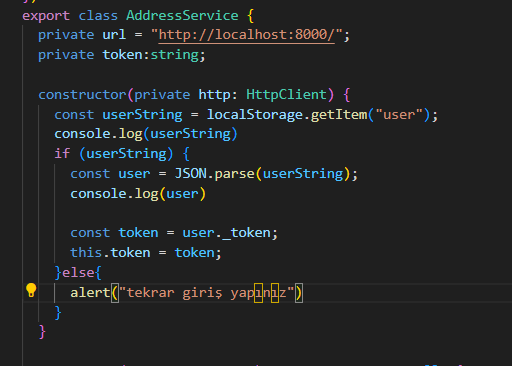 export class AddressService {
private url = "http://localhost:8000/";
private token:string;
constructor(private http: HttpClient) {
const userString = localStorage.getItem("user");
console.log(userString)
if (userString) {
const user = JSON.parse(userString);
console.log(user)
const token = user._token;
this.token = token;
}else{
alert("tekrar giriş yapınız")
}
}